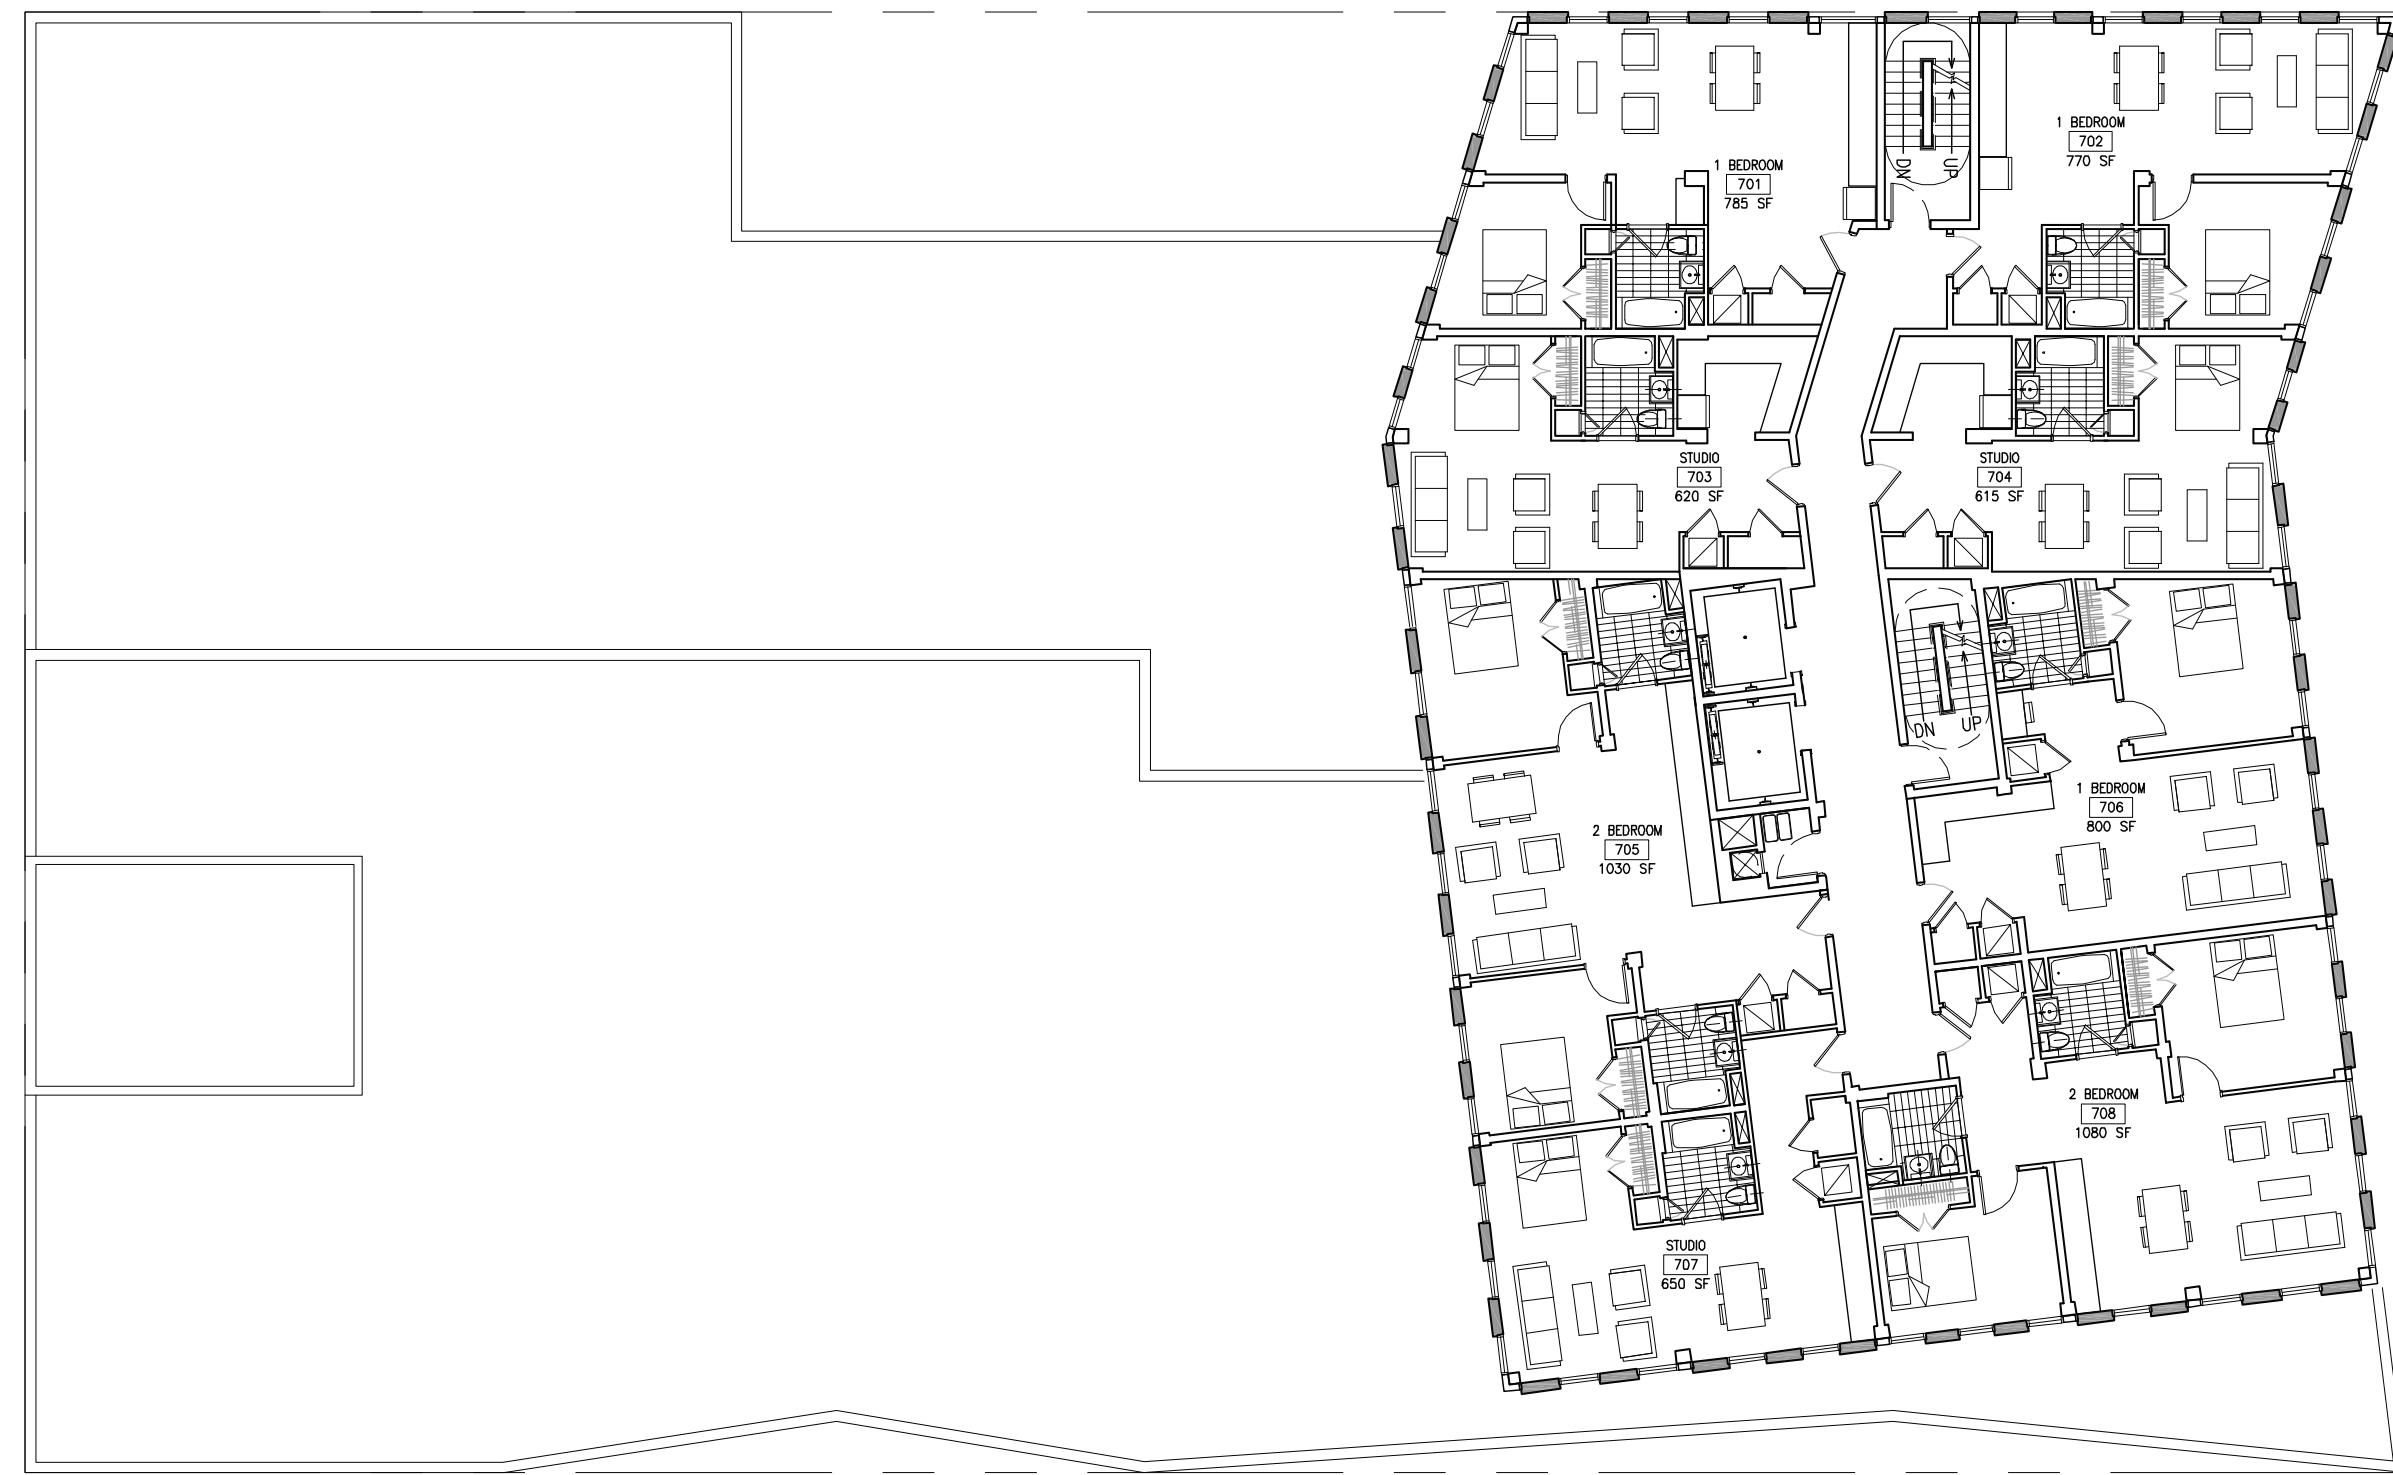 1 BEDROOM
702
770 SF
1 BEDROOM
701
785 SF
DN
UP
STUDIO
703
620 SF
STUDIO
704
615 SF
DN
UP
1 BEDROOM
706
800 SF
2 BEDROOM
705
1030 SF
2 BEDROOM
708
1080 SF
STUDIO
707
650 SF